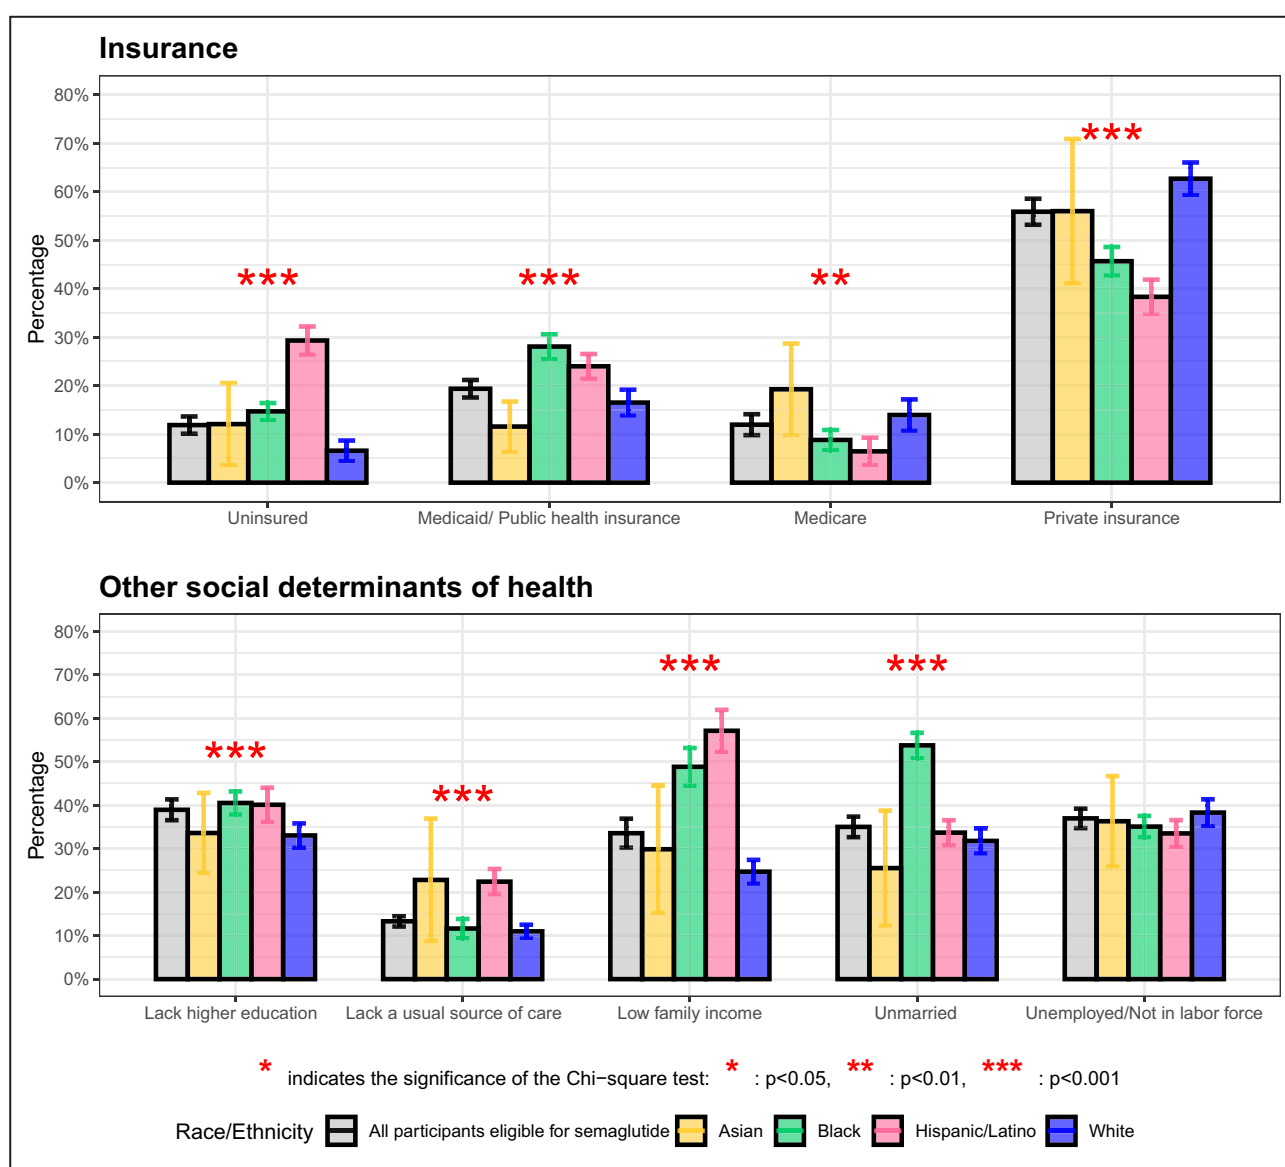 Insurance
80%
70%
60%
50%
40%
30%
20%
10%
0%
Percentage
***
***
**
***
Uninsured
Medicaid/ Public health insurance
Medicare
Private insurance
Other social determinants of health
80%
70%
60%
50%
40%
30%
20%
10%
0%
Percentage
***
***
***
***
Lack higher education
Lack a usual source of care
Low family income
Unmarried
Unemployed/Not in labor force
* indicates the significance of the Chi−square test: * : p<0.05, ** : p<0.01, *** : p<0.001
Race/Ethnicity All participants eligible for semaglutide Asian Black Hispanic/Latino White